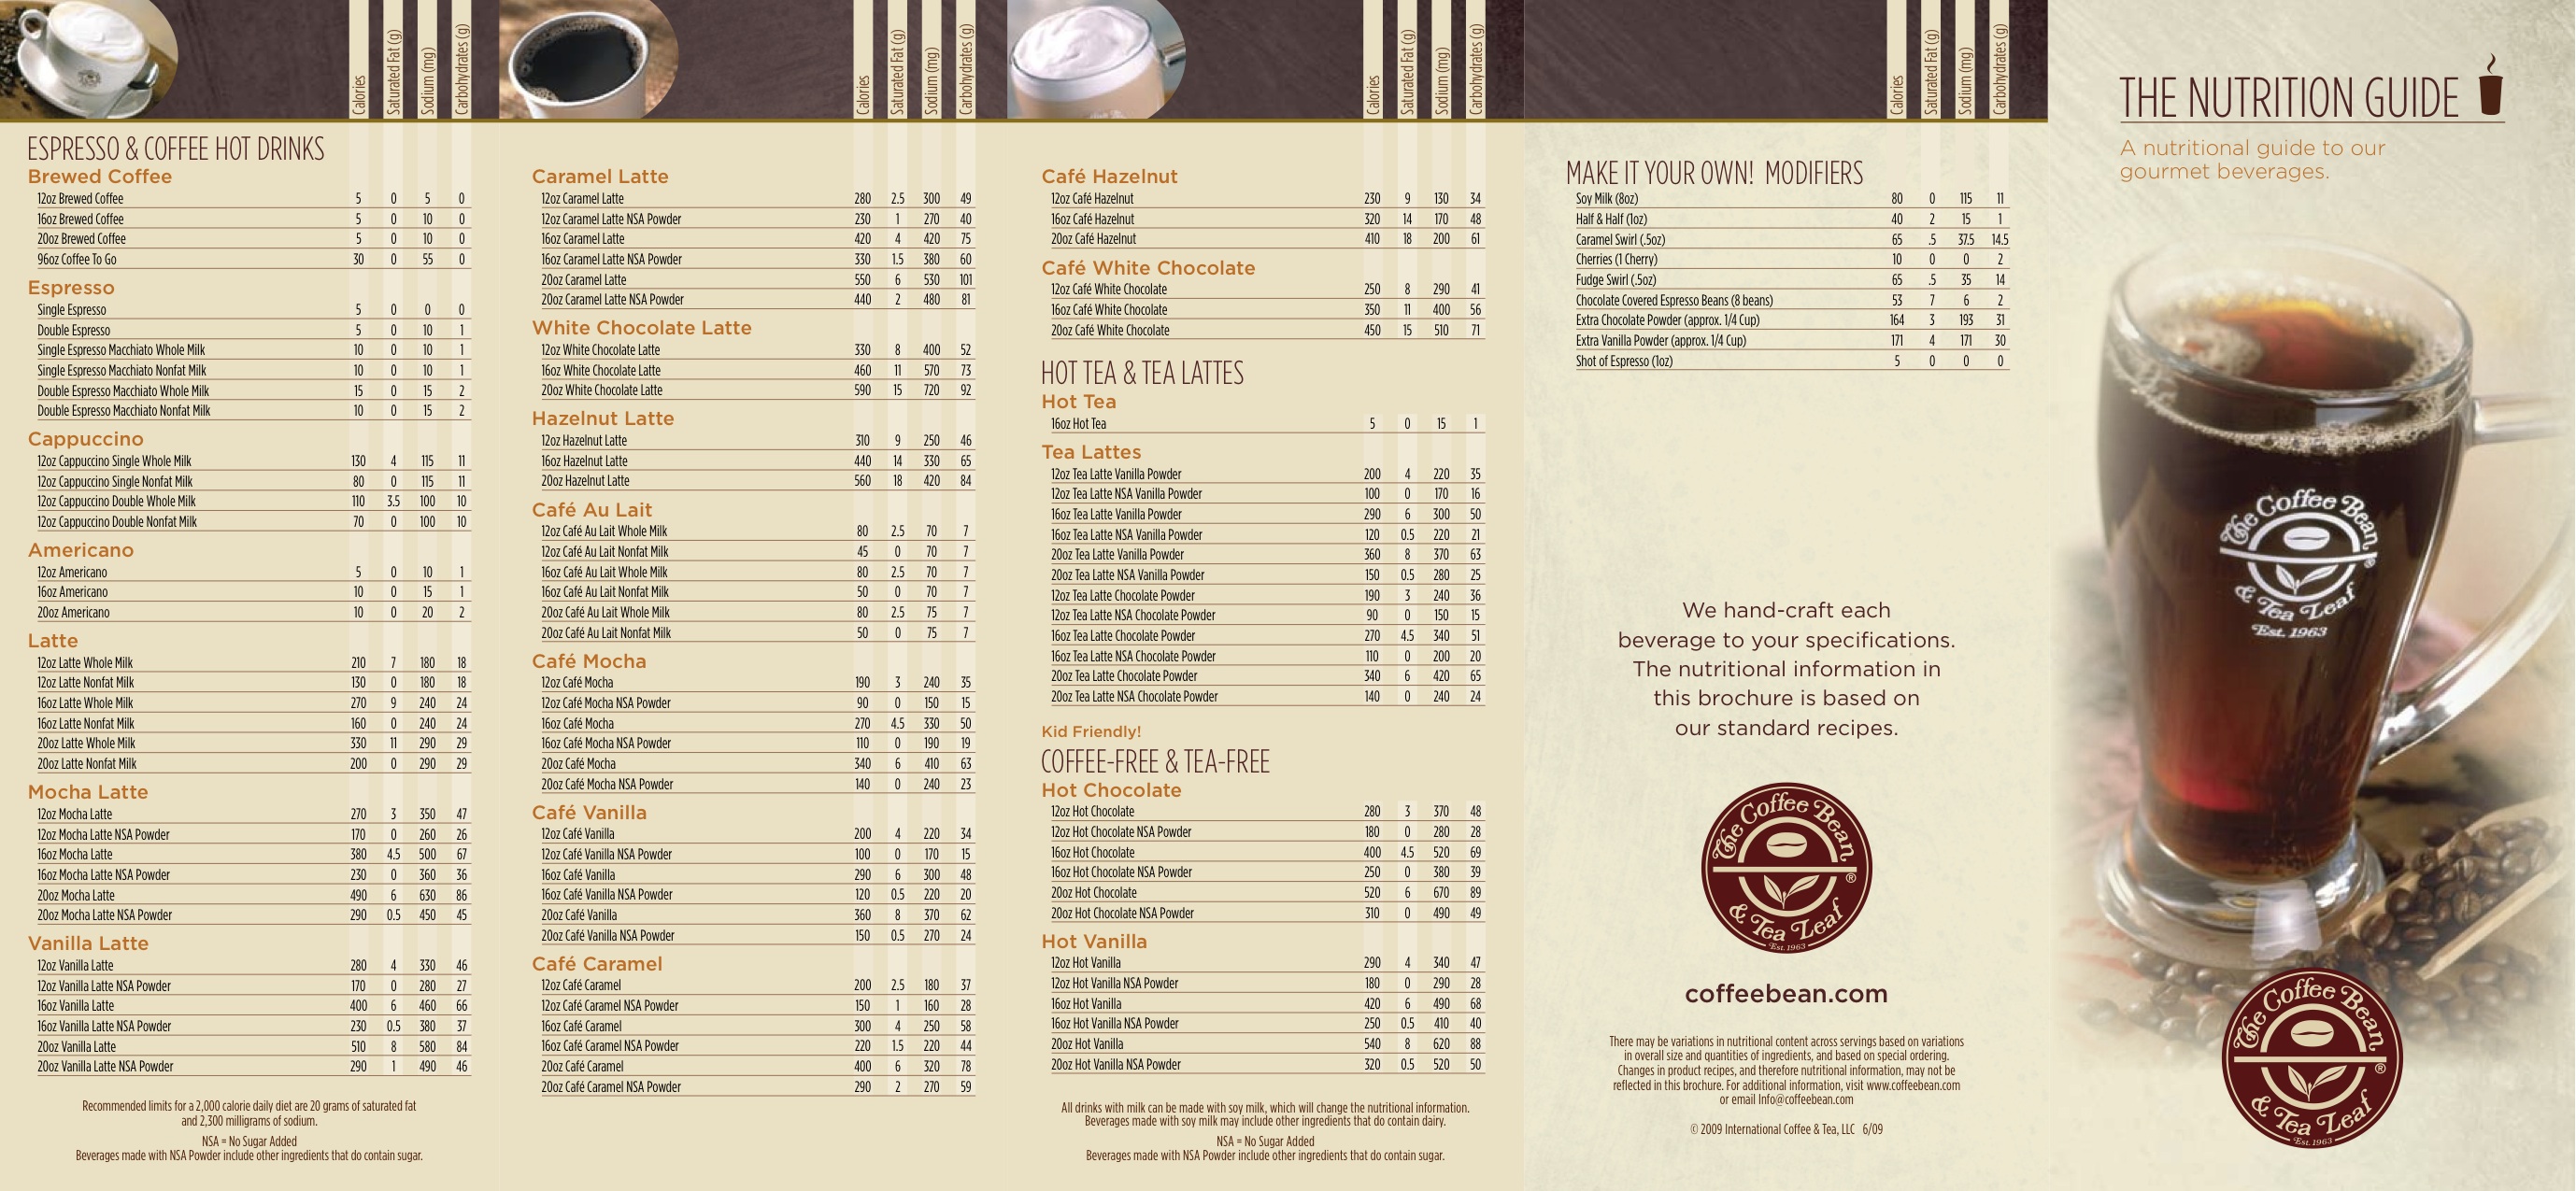 Calories
Saturated Fat (g)
Sodium (mg)
Carbohydrates (g)
ESPRESSO & COFFEE HOT DRINKS
Brewed Coffee
12oz Brewed Coffee 5 0 5 0
16oz Brewed Coffee 5 0 10 0
20oz Brewed Coffee 5 0 10 0
96oz Coffee To Go 30 0 55 0
Espresso
Single Espresso 5 0 0 0
Double Espresso 5 0 10 1
Single Espresso Macchiato Whole Milk 10 0 10 1
Single Espresso Macchiato Nonfat Milk 10 0 10 1
Double Espresso Macchiato Whole Milk 15 0 15 2
Double Espresso Macchiato Nonfat Milk 10 0 15 2
Cappuccino
12oz Cappuccino Single Whole Milk 130 4 115 11
12oz Cappuccino Single Nonfat Milk 80 0 115 11
12oz Cappuccino Double Whole Milk 110 3.5 100 10
12oz Cappuccino Double Nonfat Milk 70 0 100 10
Americano
12oz Americano 5 0 10 1
16oz Americano 10 0 15 1
20oz Americano 10 0 20 2
Latte
12oz Latte Whole Milk 210 7 180 18
12oz Latte Nonfat Milk 130 0 180 18
16oz Latte Whole Milk 270 9 240 24
16oz Latte Nonfat Milk 160 0 240 24
20oz Latte Whole Milk 330 11 290 29
20oz Latte Nonfat Milk 200 0 290 29
Mocha Latte
12oz Mocha Latte 270 3 350 47
12oz Mocha Latte NSA Powder 170 0 260 26
16oz Mocha Latte 380 4.5 500 67
16oz Mocha Latte NSA Powder 230 0 360 36
20oz Mocha Latte 490 6 630 86
20oz Mocha Latte NSA Powder 290 0.5 450 45
Vanilla Latte
12oz Vanilla Latte 280 4 330 46
12oz Vanilla Latte NSA Powder 170 0 280 27
16oz Vanilla Latte 400 6 460 66
16oz Vanilla Latte NSA Powder 230 0.5 380 37
20oz Vanilla Latte 510 8 580 84
20oz Vanilla Latte NSA Powder 290 1 490 46
Recommended limits for a 2,000 calorie daily diet are 20 grams of saturated fat
and 2,300 milligrams of sodium.
NSA = No Sugar Added
Beverages made with NSA Powder include other ingredients that do contain sugar.
Calories
Saturated Fat (g)
Sodium (mg)
Carbohydrates (g)
Caramel Latte
12oz Caramel Latte 280 2.5 300 49
12oz Caramel Latte NSA Powder 230 1 270 40
16oz Caramel Latte 420 4 420 75
16oz Caramel Latte NSA Powder 330 1.5 380 60
20oz Caramel Latte 550 6 530 101
20oz Caramel Latte NSA Powder 440 2 480 81
White Chocolate Latte
12oz White Chocolate Latte 330 8 400 52
16oz White Chocolate Latte 460 11 570 73
20oz White Chocolate Latte 590 15 720 92
Hazelnut Latte
12oz Hazelnut Latte 310 9 250 46
16oz Hazelnut Latte 440 14 330 65
20oz Hazelnut Latte 560 18 420 84
Café Au Lait
12oz Café Au Lait Whole Milk 80 2.5 70 7
12oz Café Au Lait Nonfat Milk 45 0 70 7
16oz Café Au Lait Whole Milk 80 2.5 70 7
16oz Café Au Lait Nonfat Milk 50 0 70 7
20oz Café Au Lait Whole Milk 80 2.5 75 7
20oz Café Au Lait Nonfat Milk 50 0 75 7
Café Mocha
12oz Café Mocha 190 3 240 35
12oz Café Mocha NSA Powder 90 0 150 15
16oz Café Mocha 270 4.5 330 50
16oz Café Mocha NSA Powder 110 0 190 19
20oz Café Mocha 340 6 410 63
20oz Café Mocha NSA Powder 140 0 240 23
Café Vanilla
12oz Café Vanilla 200 4 220 34
12oz Café Vanilla NSA Powder 100 0 170 15
16oz Café Vanilla 290 6 300 48
16oz Café Vanilla NSA Powder 120 0.5 220 20
20oz Café Vanilla 360 8 370 62
20oz Café Vanilla NSA Powder 150 0.5 270 24
Café Caramel
12oz Café Caramel 200 2.5 180 37
12oz Café Caramel NSA Powder 150 1 160 28
16oz Café Caramel 300 4 250 58
16oz Café Caramel NSA Powder 220 1.5 220 44
20oz Café Caramel 400 6 320 78
20oz Café Caramel NSA Powder 290 2 270 59
Calories
Saturated Fat (g)
Sodium (mg)
Carbohydrates (g)
Café Hazelnut
12oz Café Hazelnut 230 9 130 34
16oz Café Hazelnut 320 14 170 48
20oz Café Hazelnut 410 18 200 61
Café White Chocolate
12oz Café White Chocolate 250 8 290 41
16oz Café White Chocolate 350 11 400 56
20oz Café White Chocolate 450 15 510 71
HOT TEA & TEA LATTES
Hot Tea
16oz Hot Tea 5 0 15 1
Tea Lattes
12oz Tea Latte Vanilla Powder 200 4 220 35
12oz Tea Latte NSA Vanilla Powder 100 0 170 16
16oz Tea Latte Vanilla Powder 290 6 300 50
16oz Tea Latte NSA Vanilla Powder 120 0.5 220 21
20oz Tea Latte Vanilla Powder 360 8 370 63
20oz Tea Latte NSA Vanilla Powder 150 0.5 280 25
12oz Tea Latte Chocolate Powder 190 3 240 36
12oz Tea Latte NSA Chocolate Powder 90 0 150 15
16oz Tea Latte Chocolate Powder 270 4.5 340 51
16oz Tea Latte NSA Chocolate Powder 110 0 200 20
20oz Tea Latte Chocolate Powder 340 6 420 65
20oz Tea Latte NSA Chocolate Powder 140 0 240 24
Kid Friendly!
COFFEE-FREE & TEA-FREE
Hot Chocolate
12oz Hot Chocolate 280 3 370 48
12oz Hot Chocolate NSA Powder 180 0 280 28
16oz Hot Chocolate 400 4.5 520 69
16oz Hot Chocolate NSA Powder 250 0 380 39
20oz Hot Chocolate 520 6 670 89
20oz Hot Chocolate NSA Powder 310 0 490 49
Hot Vanilla
12oz Hot Vanilla 290 4 340 47
12oz Hot Vanilla NSA Powder 180 0 290 28
16oz Hot Vanilla 420 6 490 68
16oz Hot Vanilla NSA Powder 250 0.5 410 40
20oz Hot Vanilla 540 8 620 88
20oz Hot Vanilla NSA Powder 320 0.5 520 50
All drinks with milk can be made with soy milk, which will change the nutritional information.
Beverages made with soy milk may include other ingredients that do contain dairy.
NSA = No Sugar Added
Beverages made with NSA Powder include other ingredients that do contain sugar.
Calories
Saturated Fat (g)
Sodium (mg)
Carbohydrates (g)
MAKE IT YOUR OWN! MODIFIERS
Soy Milk (8oz) 80 0 115 11
Half & Half (1oz) 40 2 15 1
Caramel Swirl (.5oz) 65 .5 37.5 14.5
Cherries (1 Cherry) 10 0 0 2
Fudge Swirl (.5oz) 65 .5 35 14
Chocolate Covered Espresso Beans (8 beans) 53 7 6 2
Extra Chocolate Powder (approx. 1/4 Cup) 164 3 193 31
Extra Vanilla Powder (approx. 1/4 Cup) 171 4 171 30
Shot of Espresso (1oz) 5 0 0 0
We hand-craft each
beverage to your specifications.
The nutritional information in
this brochure is based on
our standard recipes.
The Coffee Bean
& Tea Leaf
Est. 1963
®
coffeebean.com
There may be variations in nutritional content across servings based on variations
in overall size and quantities of ingredients, and based on special ordering.
Changes in product recipes, and therefore nutritional information, may not be
reflected in this brochure. For additional information, visit www.coffeebean.com
or email Info@coffeebean.com
© 2009 International Coffee & Tea, LLC 6/09
THE NUTRITION GUIDE
A nutritional guide to our
gourmet beverages.
The Coffee Bean
®
& Tea Leaf
Est. 1963
The Coffee Bean
®
& Tea Leaf
Est. 1963